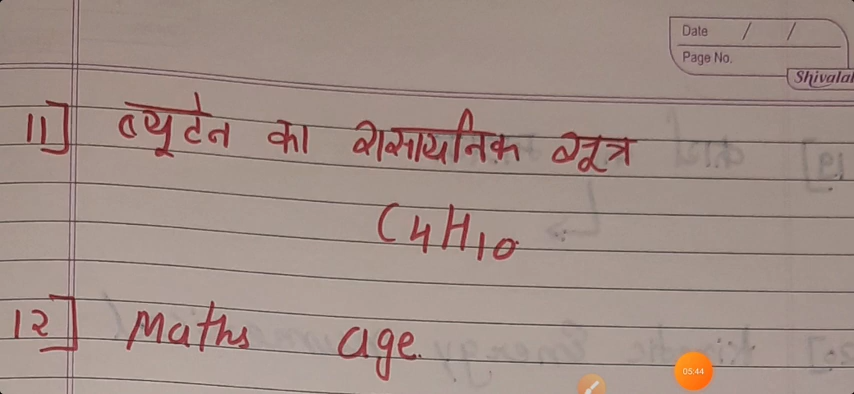 Date / /
Page No.
Shivalal
11] ब्यूटेन का रासायनिक सूत्र
C4H10
12] Maths age.
05:44